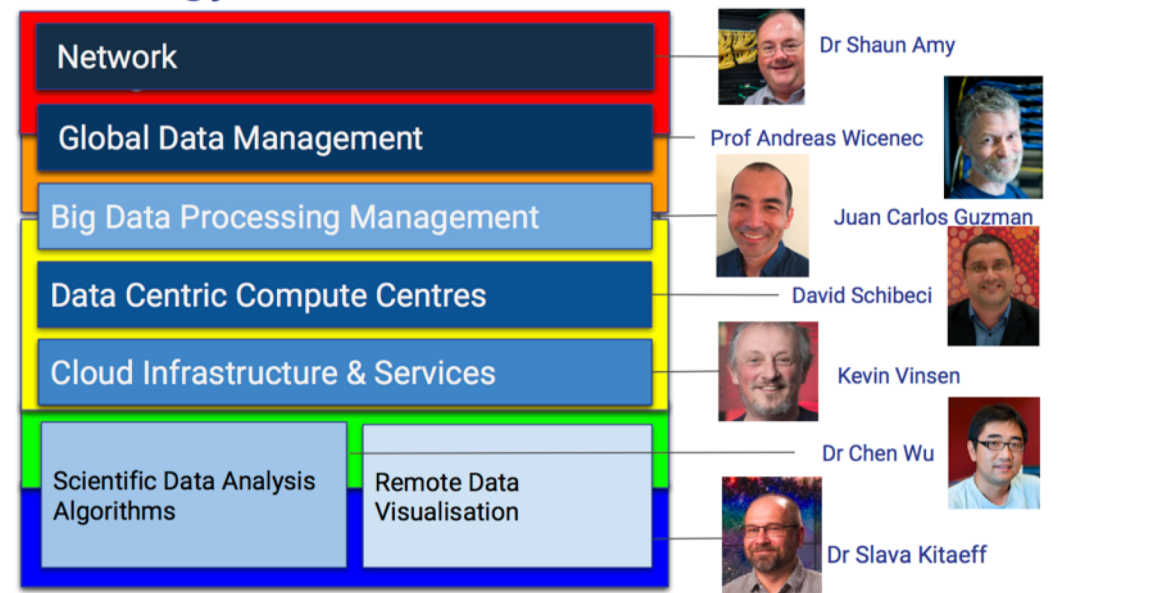 Network
Dr Shaun Amy
Global Data Management
Prof Andreas Wicenec
Big Data Processing Management
Juan Carlos Guzman
Data Centric Compute Centres
David Schibeci
Cloud Infrastructure & Services
Kevin Vinsen
Scientific Data Analysis
Algorithms
Remote Data
Visualisation
Dr Chen Wu
Dr Slava Kitaeff